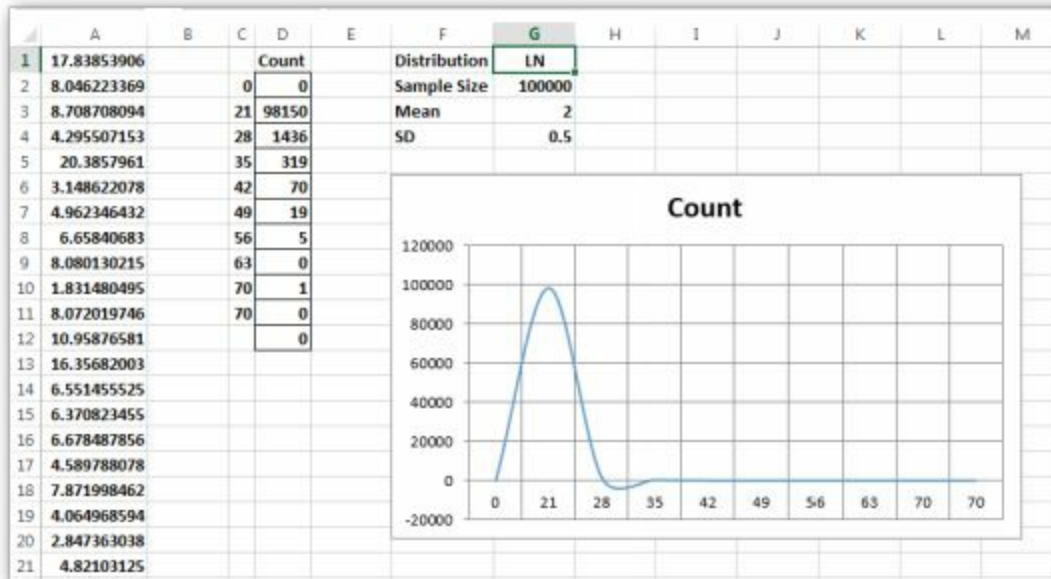 A B C D E F G H I J K L M
1 17.83853906 Count Distribution LN
2 8.046223369 0 0 Sample Size 100000
3 8.708708094 21 98150 Mean 2
4 4.295507153 28 1436 SD 0.5
5 20.3857961 35 319
6 3.148622078 42 70
7 4.962346432 49 19
8 6.65840683 56 5
9 8.080130215 63 0
10 1.831480495 70 1
11 8.072019746 70 0
12 10.95876581 0
13 16.35682003
14 6.551455525
15 6.370823455
16 6.678487856
17 4.589788078
18 7.871998462
19 4.064968594
20 2.847363038
21 4.82103125
Count
120000
100000
80000
60000
40000
20000
0
-20000
0 21 28 35 42 49 56 63 70 70